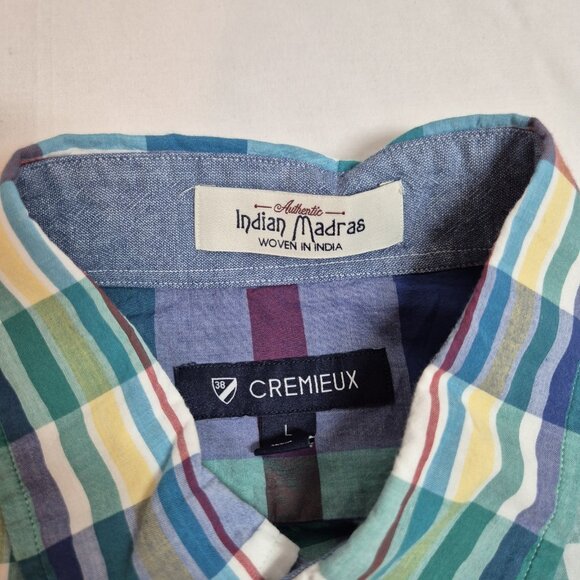 Authentic
Indian Madras
WOVEN IN INDIA
38 CREMIEUX
L